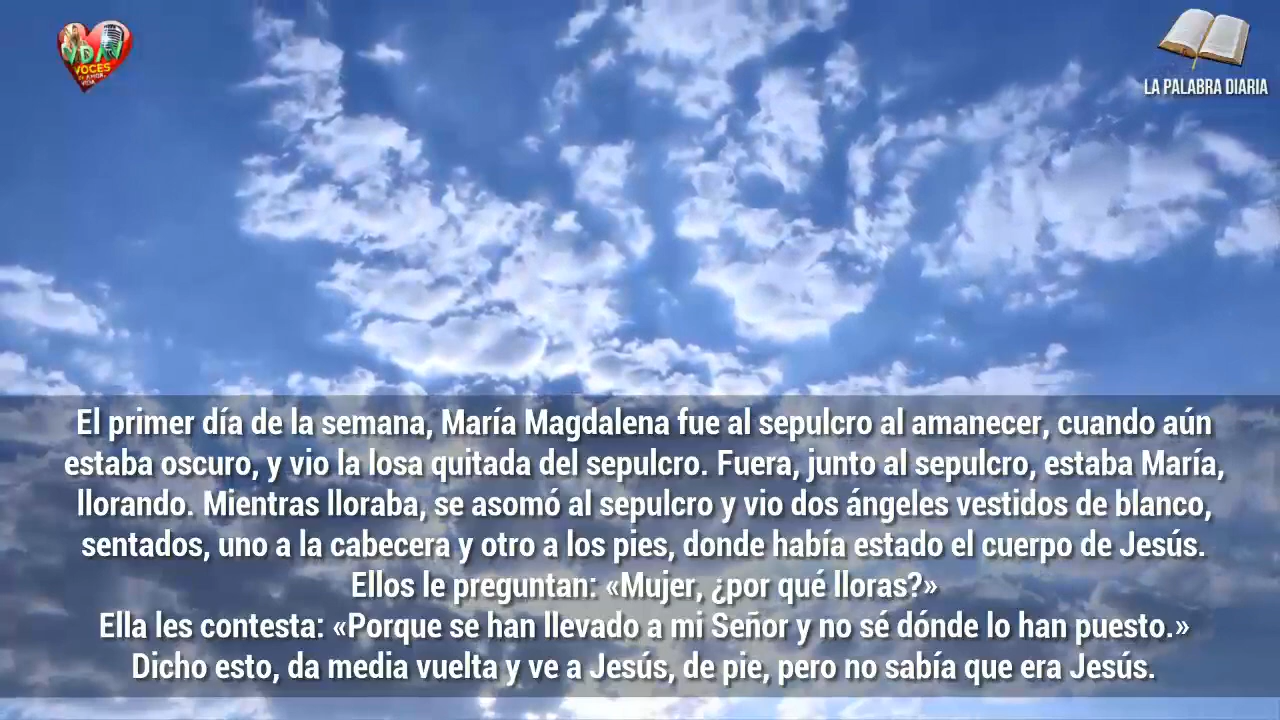 VDAV
VOCES
DE AMOR Y
VIDA
LA PALABRA DIARIA
El primer día de la semana, María Magdalena fue al sepulcro al amanecer, cuando aún
estaba oscuro, y vio la losa quitada del sepulcro. Fuera, junto al sepulcro, estaba María,
llorando. Mientras lloraba, se asomó al sepulcro y vio dos ángeles vestidos de blanco,
sentados, uno a la cabecera y otro a los pies, donde había estado el cuerpo de Jesús.
Ellos le preguntan: «Mujer, ¿por qué lloras?»
Ella les contesta: «Porque se han llevado a mi Señor y no sé dónde lo han puesto.»
Dicho esto, da media vuelta y ve a Jesús, de pie, pero no sabía que era Jesús.